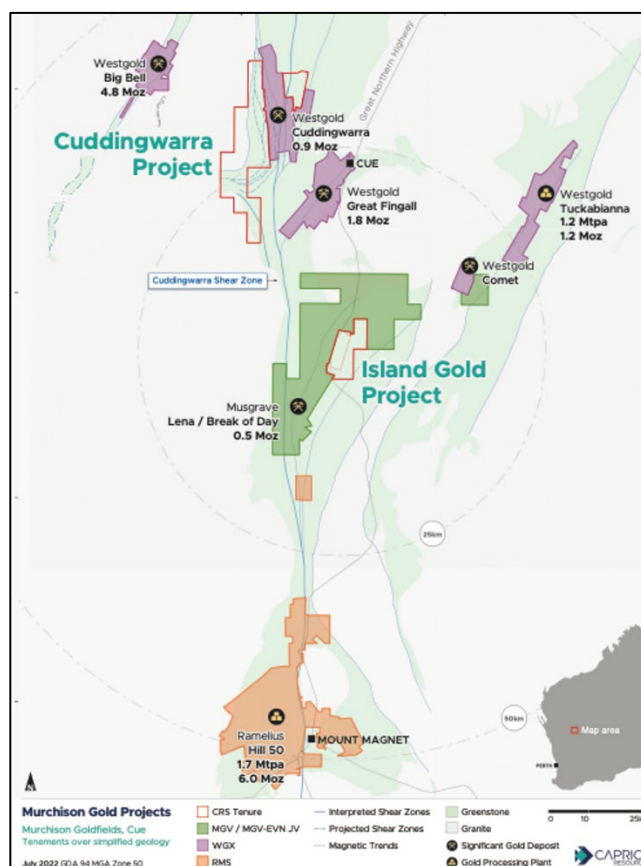 Westgold
Big Bell
4.8 Moz
Cuddingwarra
Project
Westgold
Cuddingwarra
0.9 Moz
Great Northern Highway
CUE
Westgold
Great Fingall
1.8 Moz
Westgold
Tuckabianna
1.2 Mtpa
1.2 Moz
Westgold
Comet
Cuddingwarra Shear Zone
Island Gold
Project
Musgrave
Lena / Break of Day
0.5 Moz
25km
50km
Ramelius
Hill 50
1.7 Mtpa
6.0 Moz
MOUNT MAGNET
Map area
PERTH
N
Murchison Gold Projects
Murchison Goldfields, Cue
Tenements over simplified geology
July 2022 GDA 94 MGA Zone 50
CRS Tenure
MGV / MGV-EVN JV
WGX
RMS
Interpreted Shear Zones
Projected Shear Zones
Magnetic Trends
Greenstone
Granite
Significant Gold Deposit
Gold Processing Plant
0 10 25k
CAPRIC
RESOURC